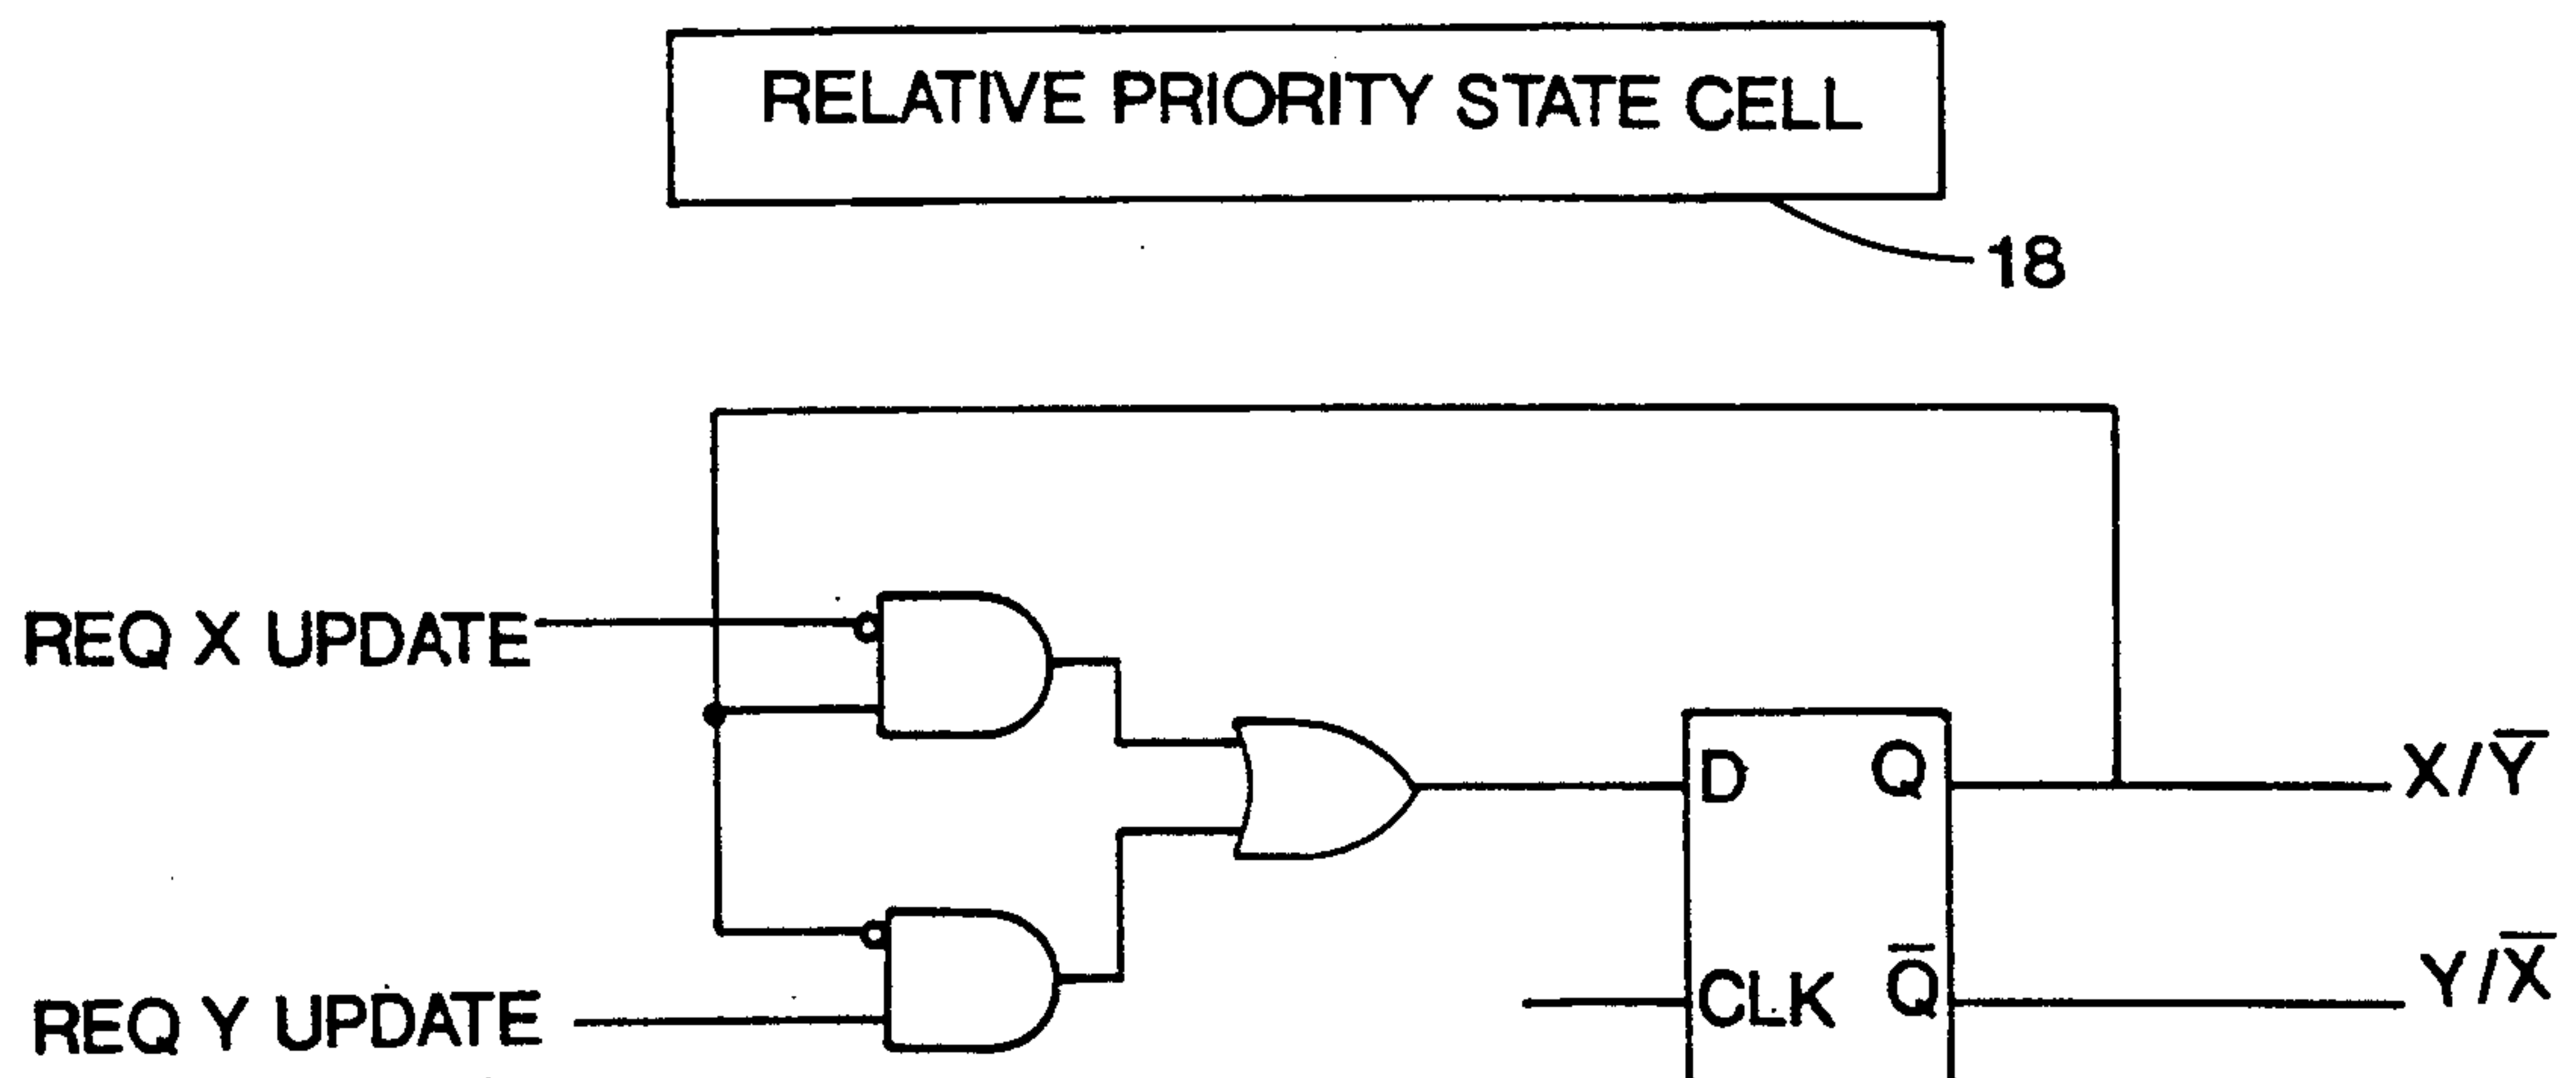 RELATIVE PRIORITY STATE CELL
18
REQ X UPDATE
D Q
X/Y̅
REQ Y UPDATE
CLK Q̅
Y/X̅